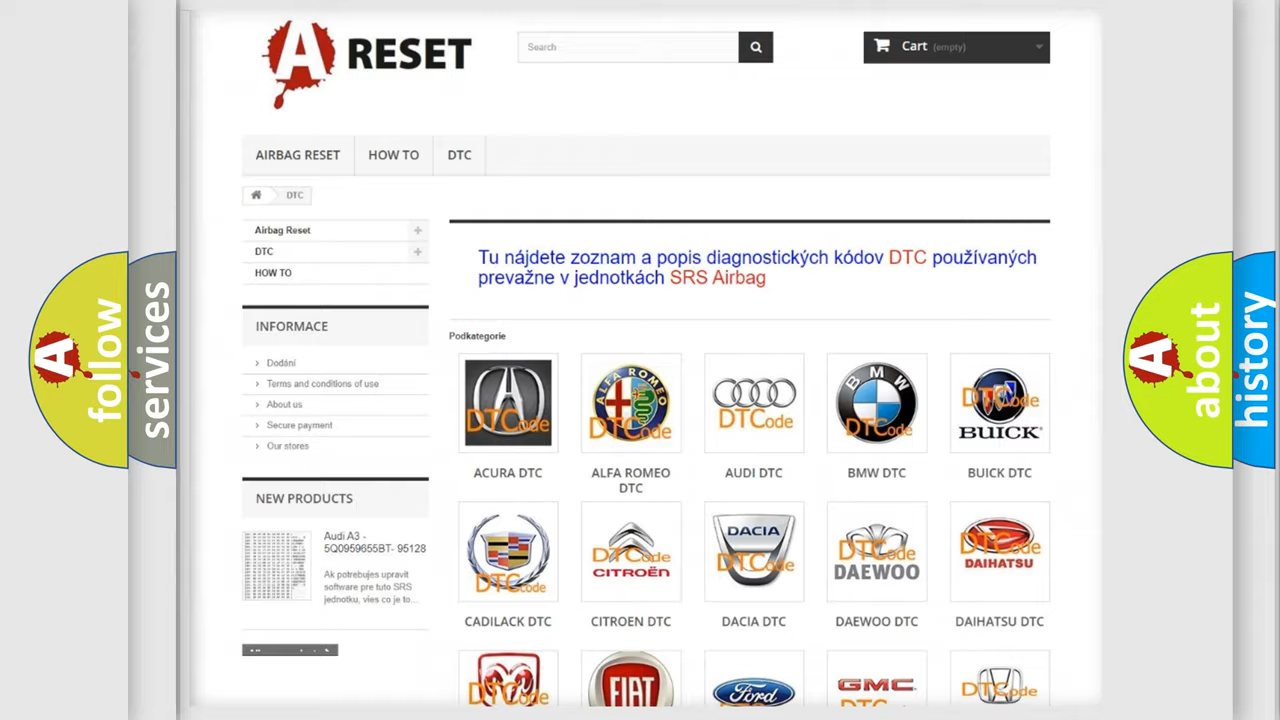 A RESET
Search
Cart (empty)
AIRBAG RESET
HOW TO
DTC
DTC
Airbag Reset
DTC
HOW TO
Tu nájdete zoznam a popis diagnostických kódov DTC používaných
prevažne v jednotkách SRS Airbag
INFORMACE
Dodání
Terms and conditions of use
About us
Secure payment
Our stores
NEW PRODUCTS
Audi A3 -
5Q0959655BT- 95128
Ak potrebujes upravit
software pre tuto SRS
jednotku, vies co je to...
Podkategorie
DTCode
ALFA ROMEO
DTCode
DTCode
BMW
DTCode
DTCode
BUICK
ACURA DTC
ALFA ROMEO
DTC
AUDI DTC
BMW DTC
BUICK DTC
DTCode
DTCode
CITROËN
DACIA
DTCode
DTCode
DAEWOO
DTCode
DAIHATSU
CADILACK DTC
CITROEN DTC
DACIA DTC
DAEWOO DTC
DAIHATSU DTC
DTCode
FIAT
Ford
GMC
DTCode
A follow
services
A about
history